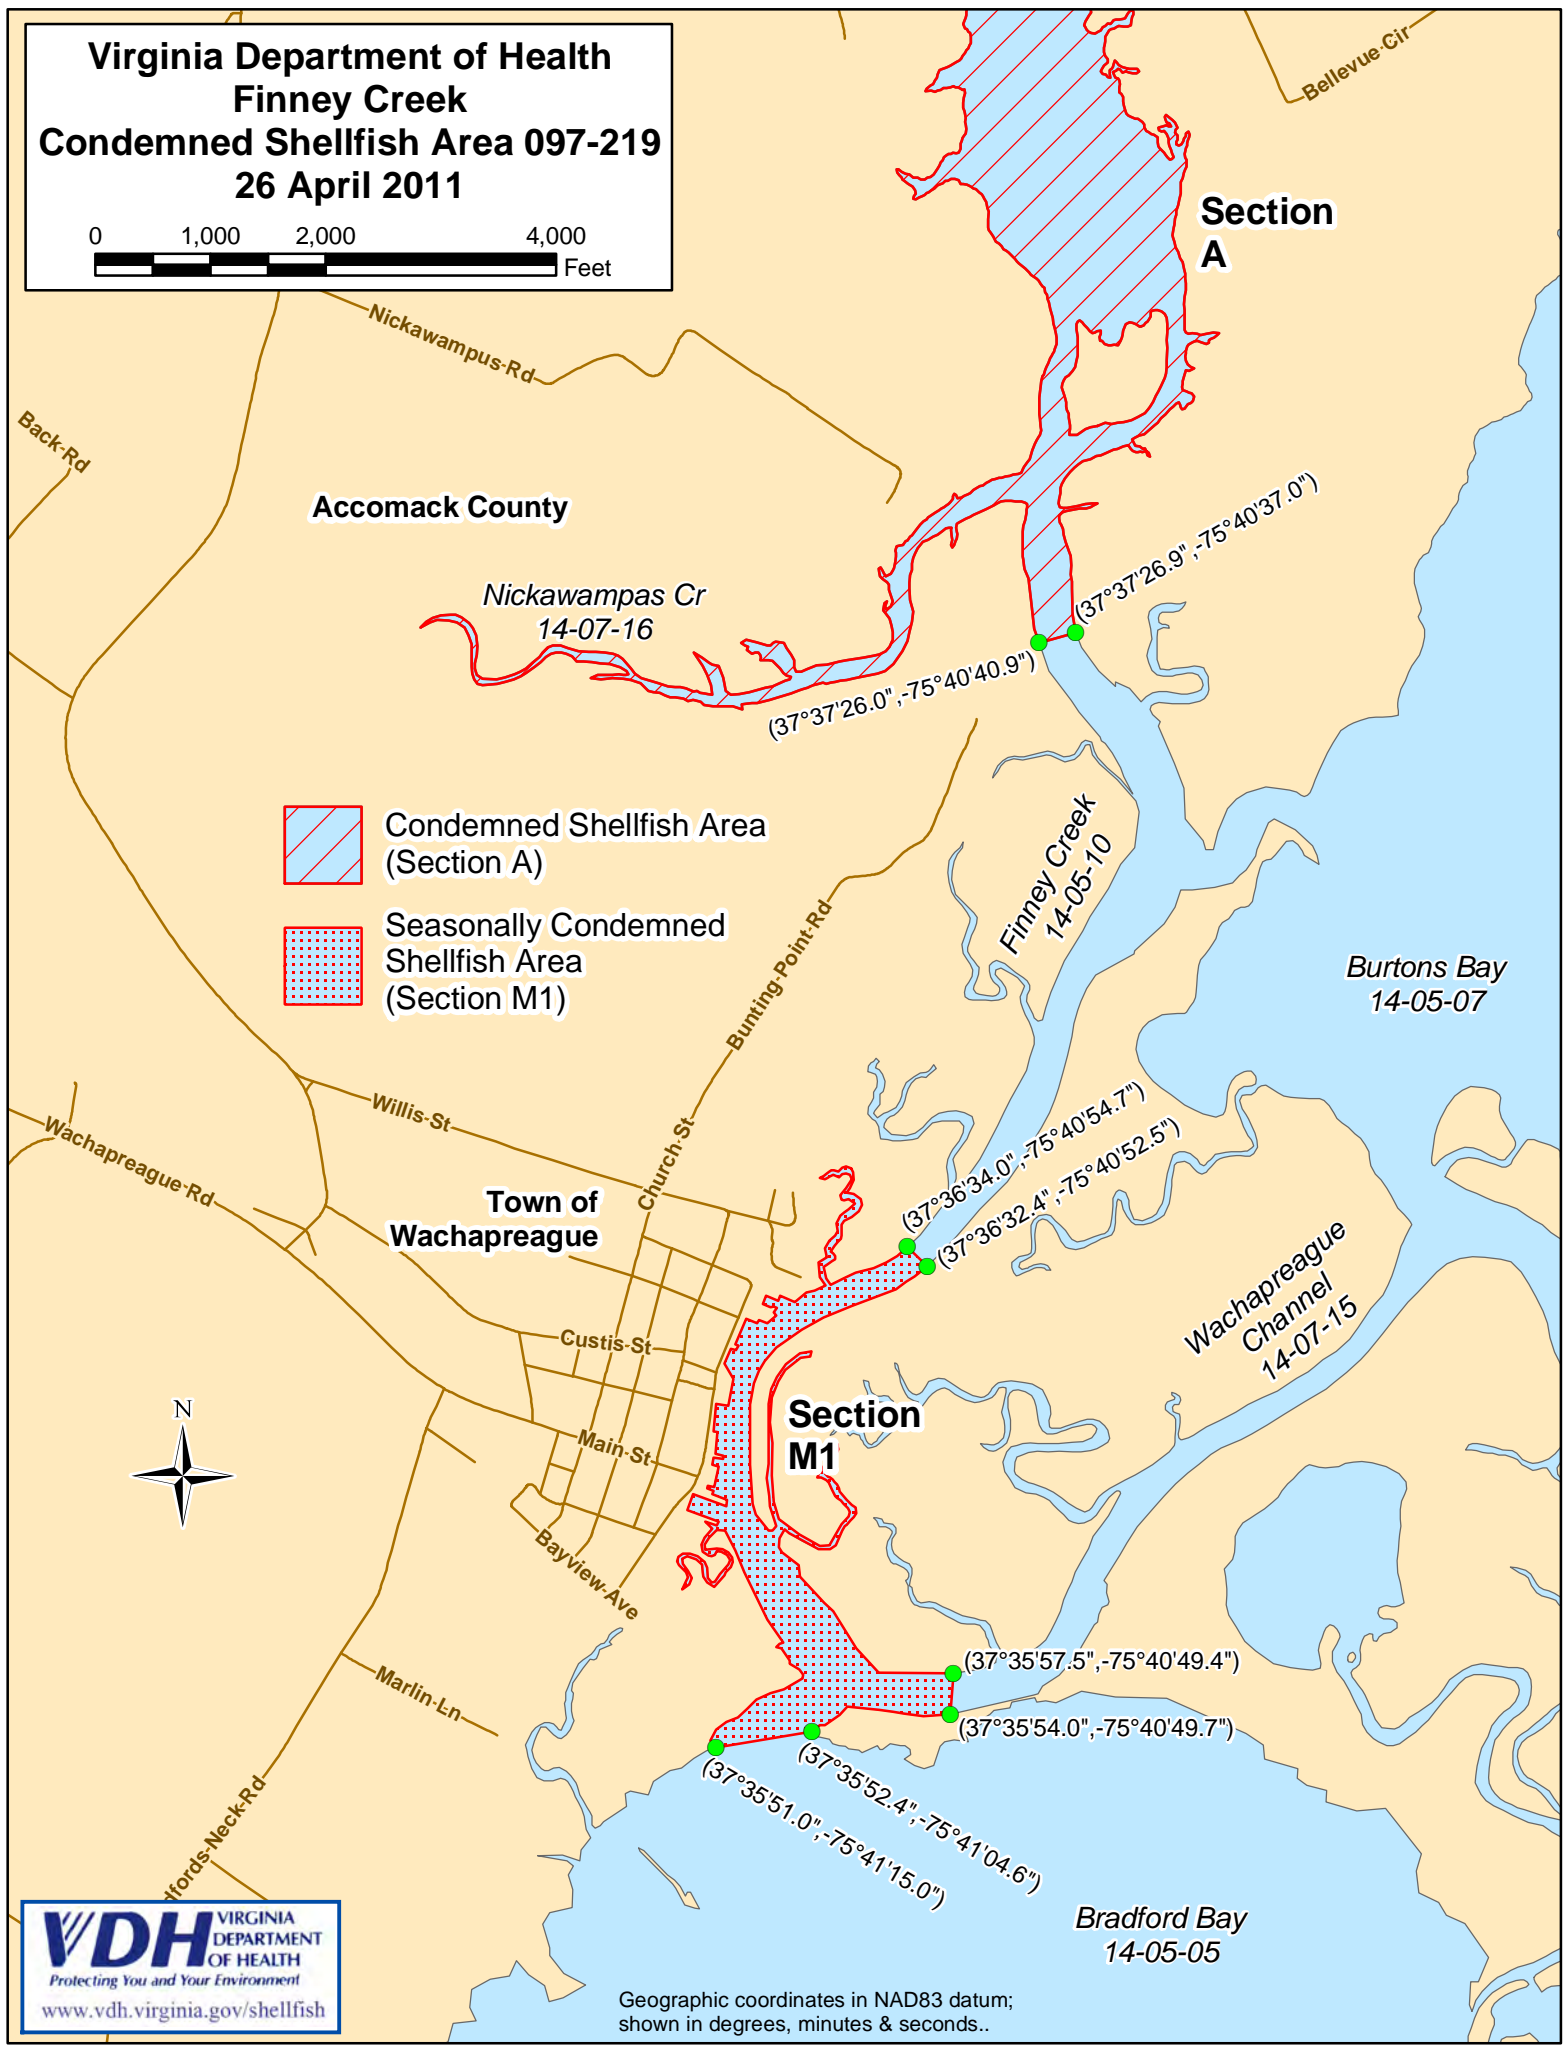 Virginia Department of Health
Finney Creek
Condemned Shellfish Area 097-219
26 April 2011
0 1,000 2,000 4,000
Feet
Bellevue Cir
Section
A
Nickawampus Rd
Back Rd
Accomack County
(37°37'26.9",-75°40'37.0")
Nickawampas Cr
14-07-16
(37°37'26.0",-75°40'40.9")
Condemned Shellfish Area
(Section A)
Finney Creek
14-05-10
Seasonally Condemned
Shellfish Area
(Section M1)
Bunting Point Rd
Burtons Bay
14-05-07
Willis St
Wachapreague Rd
Church St
(37°36'34.0",-75°40'54.7")
(37°36'32.4",-75°40'52.5")
Town of
Wachapreague
Wachapreague
Channel
14-07-15
Custis St
Section
M1
N
Main St
Bayview Ave
(37°35'57.5",-75°40'49.4")
Marlin Ln
(37°35'54.0",-75°40'49.7")
(37°35'52.4",-75°41'04.6")
(37°35'51.0",-75°41'15.0")
dfords Neck Rd
Bradford Bay
14-05-05
VDH VIRGINIA
DEPARTMENT
OF HEALTH
Protecting You and Your Environment
www.vdh.virginia.gov/shellfish
Geographic coordinates in NAD83 datum;
shown in degrees, minutes & seconds..